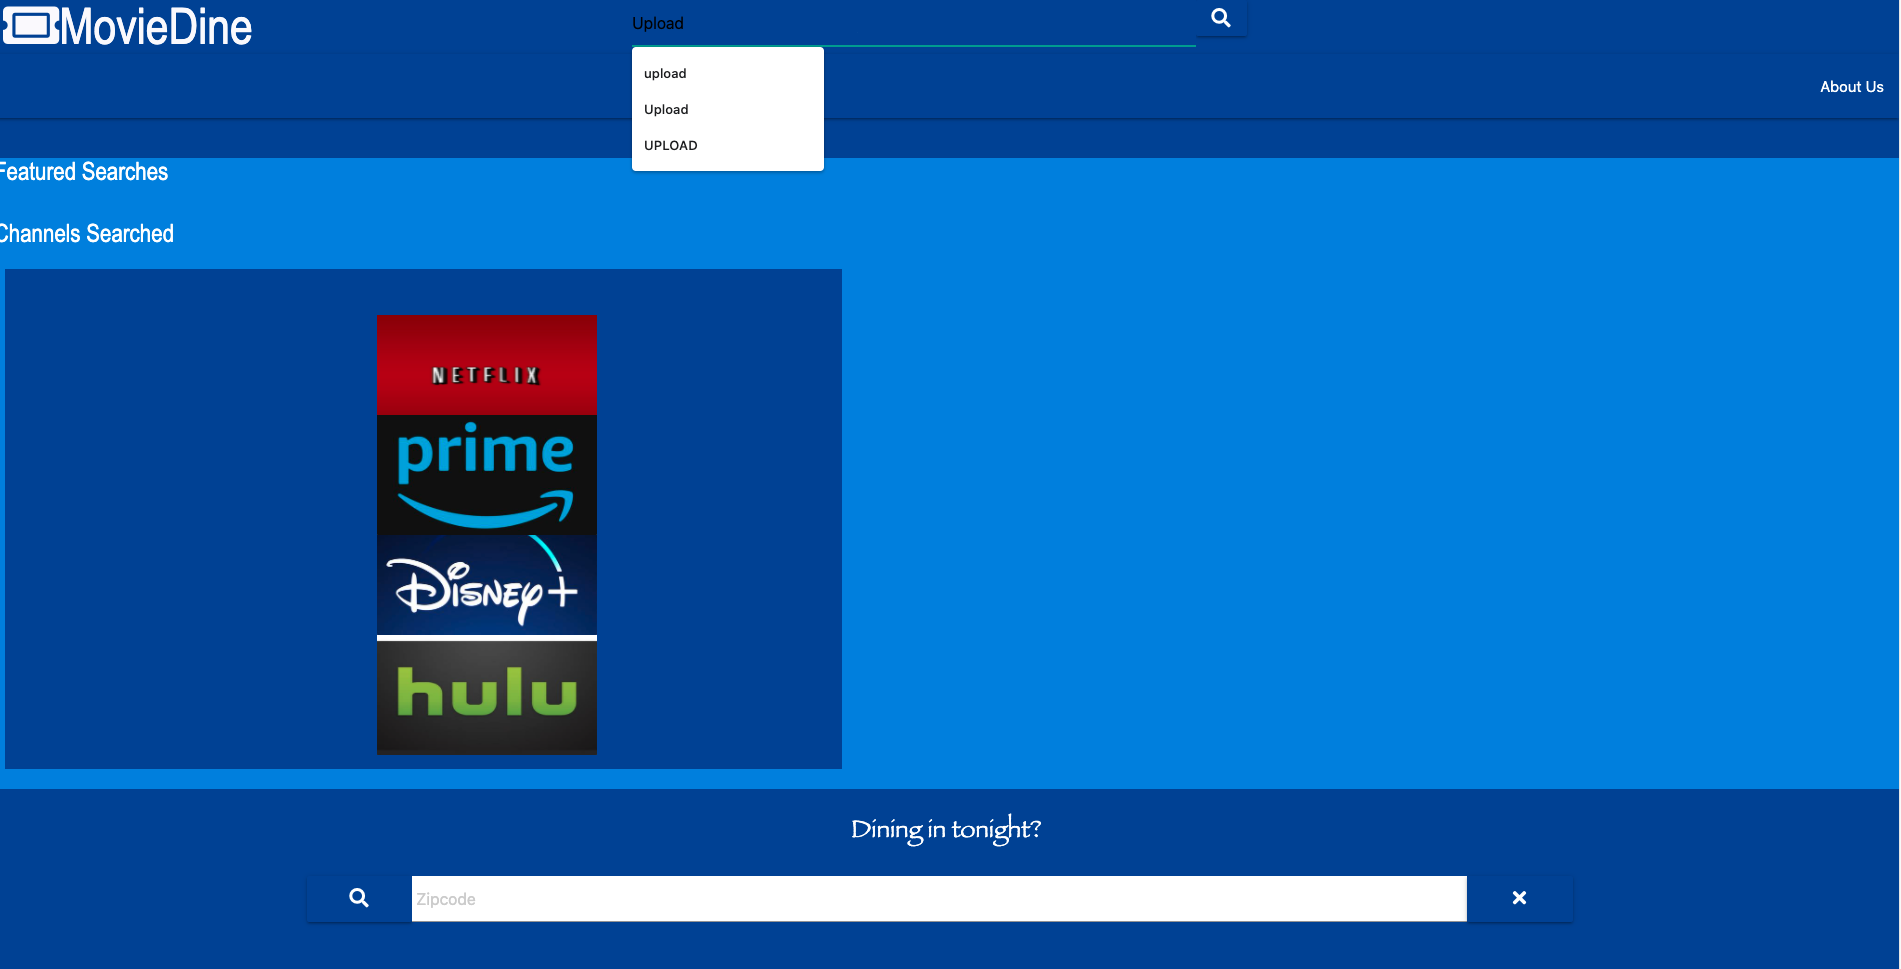 MovieDine
Upload
upload
Upload
UPLOAD
About Us
Featured Searches
Channels Searched
NETFLIX
prime
Disney+
hulu
Dining in tonight?
Zipcode